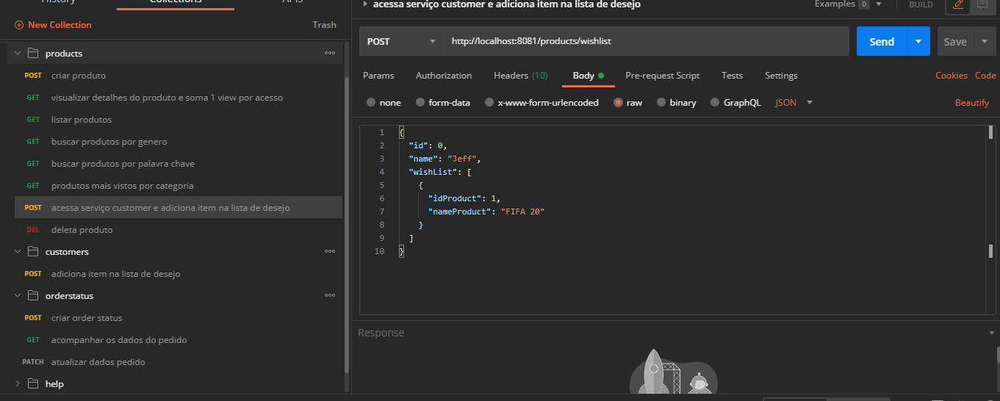 History Collections APIs
New Collection Trash
products
POST criar produto
GET visualizar detalhes do produto e soma 1 view por acesso
GET listar produtos
GET buscar produtos por genero
GET buscar produtos por palavra chave
GET produtos mais vistos por categoria
POST acessa serviço customer e adiciona item na lista de desejo
DEL deleta produto
customers
POST adiciona item na lista de desejo
orderstatus
POST criar order status
GET acompanhar os dados do pedido
PATCH atualizar dados pedido
help
acessa serviço customer e adiciona item na lista de desejo Examples 0 BUILD
POST http://localhost:8081/products/wishlist Send Save
Params Authorization Headers (10) Body Pre-request Script Tests Settings Cookies Code
none form-data x-www-form-urlencoded raw binary GraphQL JSON Beautify
1 {
2 "id": 0,
3 "name": "Jeff",
4 "wishList": [
5 {
6 "idProduct": 1,
7 "nameProduct": "FIFA 20"
8 }
9 ]
10 }
Response